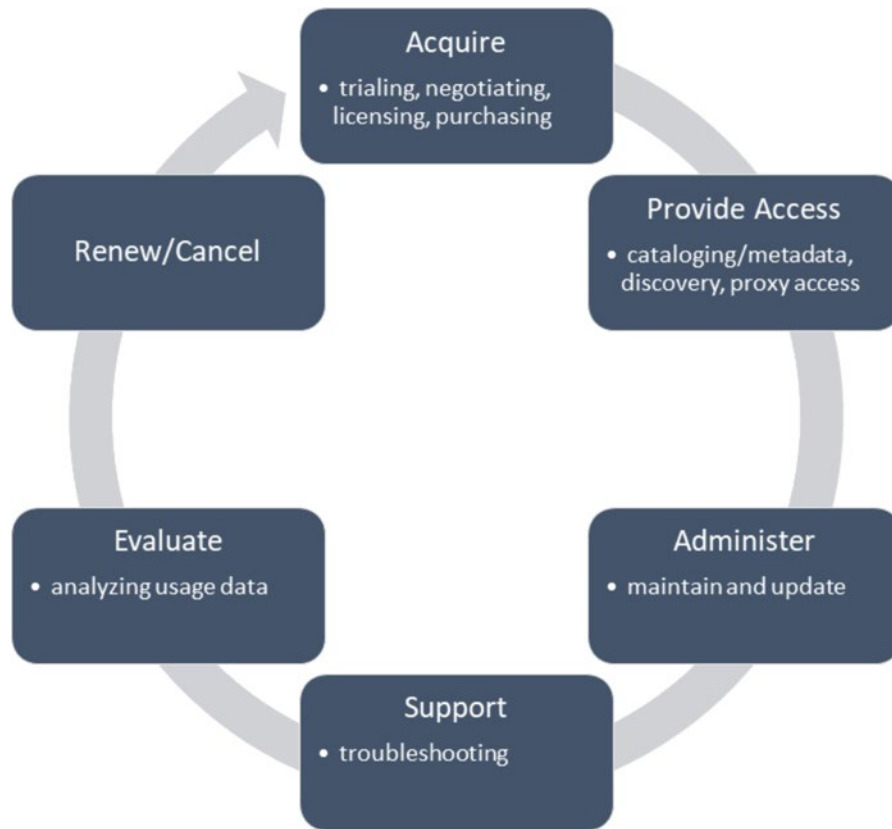 Acquire
• trialing, negotiating,
licensing, purchasing
Provide Access
• cataloging/metadata,
discovery, proxy access
Administer
• maintain and update
Support
• troubleshooting
Evaluate
• analyzing usage data
Renew/Cancel